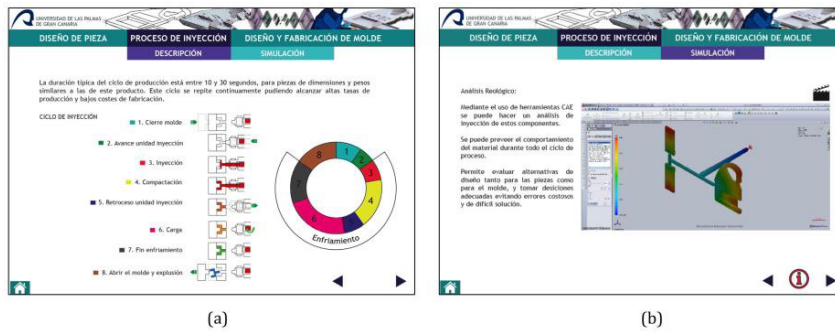 UNIVERSIDAD DE LAS PALMAS
DE GRAN CANARIA
DISEÑO DE PIEZA
PROCESO DE INYECCIÓN
DISEÑO Y FABRICACIÓN DE MOLDE
DESCRIPCIÓN
SIMULACIÓN
La duración típica del ciclo de producción está entre 10 y 30 segundos, para piezas de dimensiones y pesos
similares a las de este producto. Este ciclo se repite continuamente pudiendo alcanzar altas tasas de
producción y bajos costes de fabricación.
CICLO DE INYECCIÓN
1. Cierre molde
2. Avance unidad inyección
3. Inyección
4. Compactación
5. Retroceso unidad inyección
6. Carga
7. Fin enfriamiento
8. Abrir el molde y explosión
1
2
3
4
5
6
7
8
Enfriamiento
(a)
UNIVERSIDAD DE LAS PALMAS
DE GRAN CANARIA
DISEÑO DE PIEZA
PROCESO DE INYECCIÓN
DISEÑO Y FABRICACIÓN DE MOLDE
DESCRIPCIÓN
SIMULACIÓN
Análisis Reológico:
Mediante el uso de herramientas CAE
se puede hacer un análisis de
inyección de estos componentes.
Se puede preveer el comportamiento
del material durante todo el ciclo de
proceso.
Permite evaluar alternativas de
diseño tanto para las piezas como
para el molde, y tomar desiciones
adecuadas evitando errores costosos
y de difícil solución.
(b)